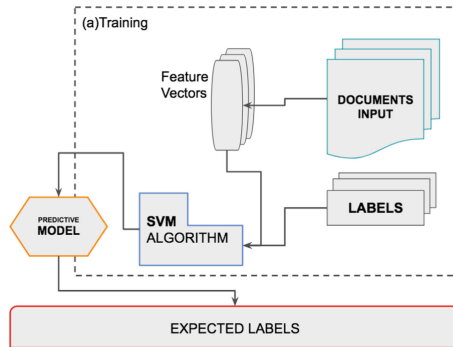 (a)Training
Feature
Vectors
DOCUMENTS
INPUT
LABELS
SVM
ALGORITHM
PREDICTIVE
MODEL
EXPECTED LABELS